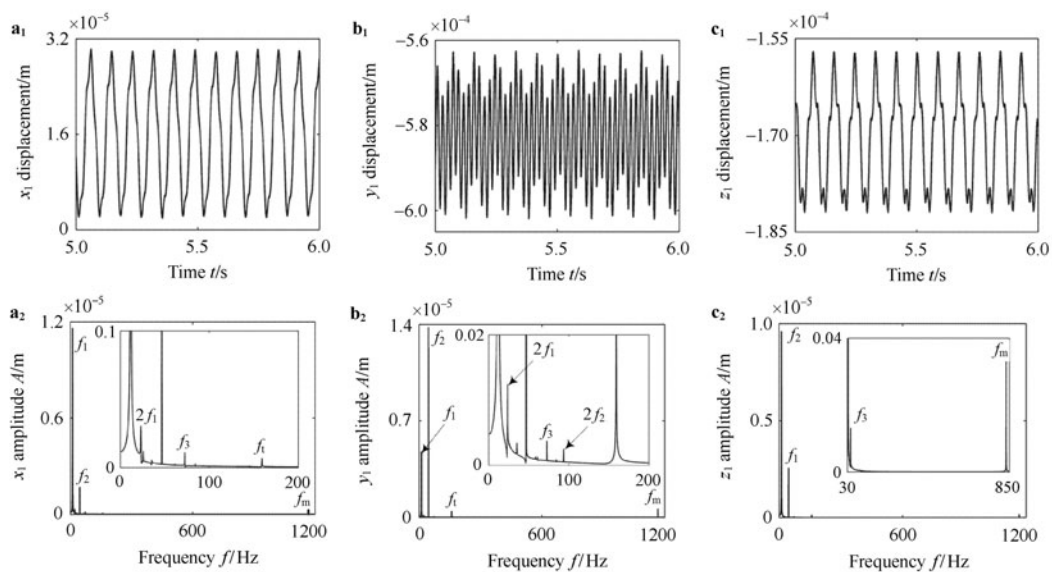 a₁
×10⁻⁵
3.2
1.6
0
x₁ displacement/m
5.0 5.5 6.0
Time t/s
b₁
×10⁻⁴
−5.6
−5.8
−6.0
y₁ displacement/m
5.0 5.5 6.0
Time t/s
c₁
×10⁻⁴
−1.55
−1.70
−1.85
z₁ displacement/m
5.0 5.5 6.0
Time t/s
a₂
×10⁻⁵
1.2
0.6
0
x₁ amplitude A/m
f₁
f₂
0.1
0
2f₁
f₃
fₜ
0 100 200
fₘ
0 600 1200
Frequency f/Hz
b₂
×10⁻⁵
1.4
0.7
0
y₁ amplitude A/m
f₂
f₁
fₜ
0.02
0
2f₁
f₃
2f₂
0 100 200
fₘ
0 600 1200
Frequency f/Hz
c₂
×10⁻⁵
1.0
0.5
0
z₁ amplitude A/m
f₂
f₁
0.04
0
f₃
fₘ
30 850
0 600 1200
Frequency f/Hz